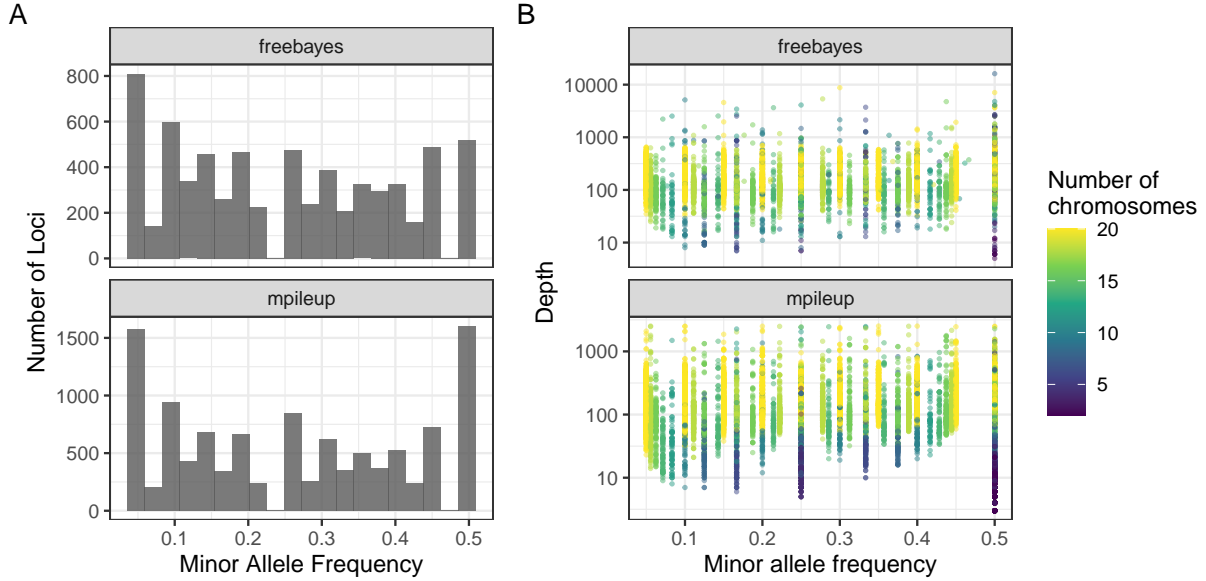 A
freebayes
800
600
400
200
0
mpileup
1500
1000
500
0
Number of Loci
0.1 0.2 0.3 0.4 0.5
Minor Allele Frequency
B
freebayes
10000
1000
100
10
mpileup
1000
100
10
Depth
0.1 0.2 0.3 0.4 0.5
Minor allele frequency
Number of
chromosomes
20
15
10
5